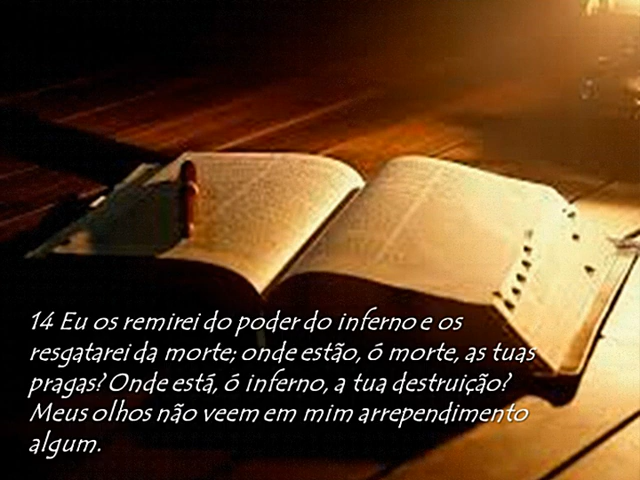 14 Eu os remirei do poder do inferno e os
resgatarei da morte; onde estão, ó morte, as tuas
pragas? Onde está, ó inferno, a tua destruição?
Meus olhos não veem em mim arrependimento
algum.